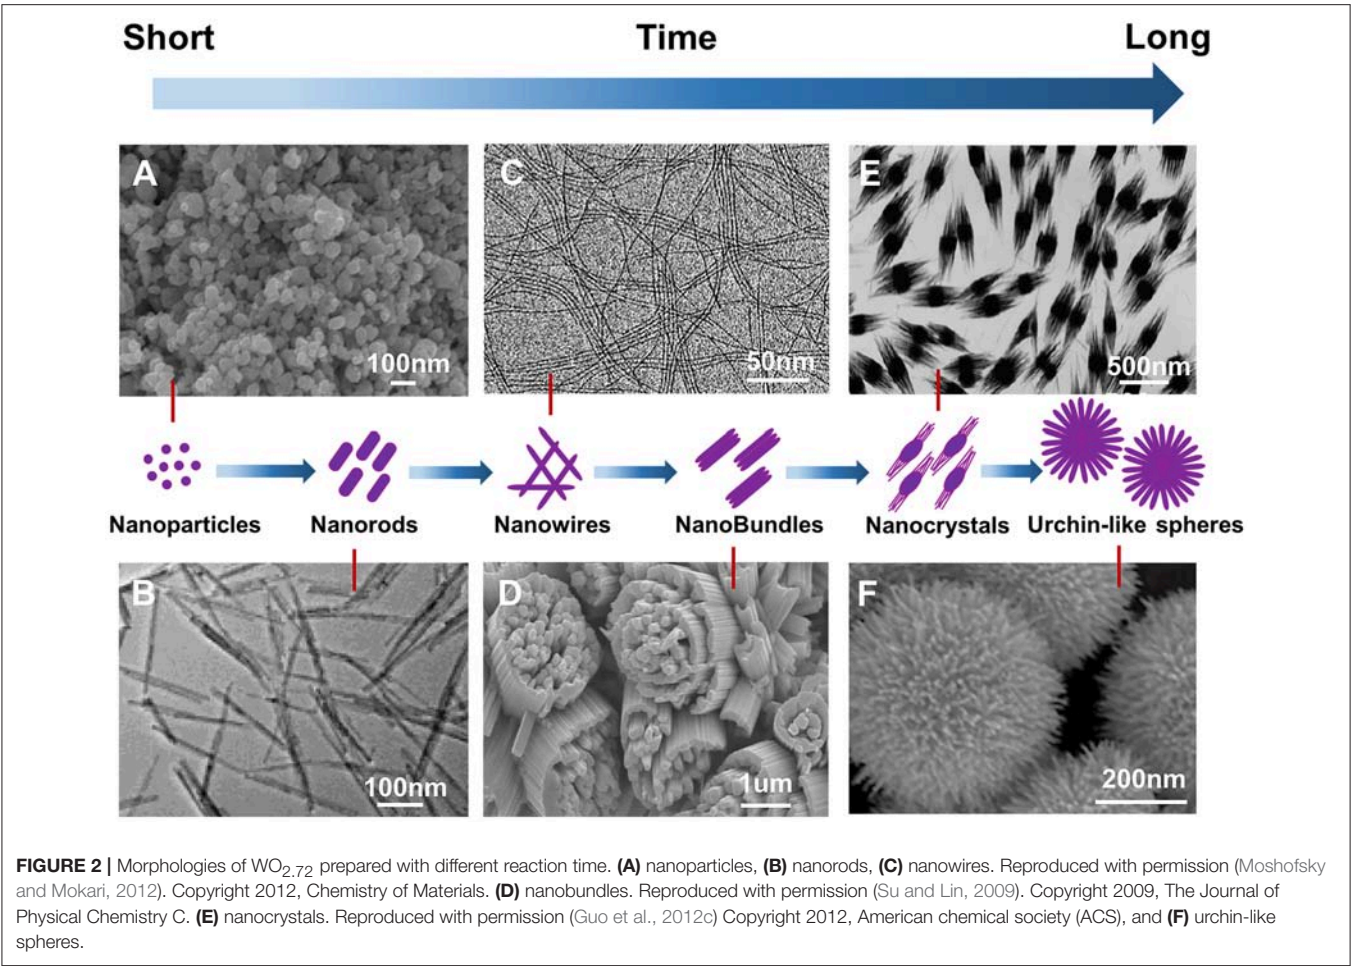 Short Time Long
A C E
100nm 50nm 500nm
Nanoparticles Nanorods Nanowires NanoBundles Nanocrystals Urchin-like spheres
B D F
100nm 1um 200nm
FIGURE 2 | Morphologies of WO2.72 prepared with different reaction time. (A) nanoparticles, (B) nanorods, (C) nanowires. Reproduced with permission (Moshofsky
and Mokari, 2012). Copyright 2012, Chemistry of Materials. (D) nanobundles. Reproduced with permission (Su and Lin, 2009). Copyright 2009, The Journal of
Physical Chemistry C. (E) nanocrystals. Reproduced with permission (Guo et al., 2012c) Copyright 2012, American chemical society (ACS), and (F) urchin-like
spheres.